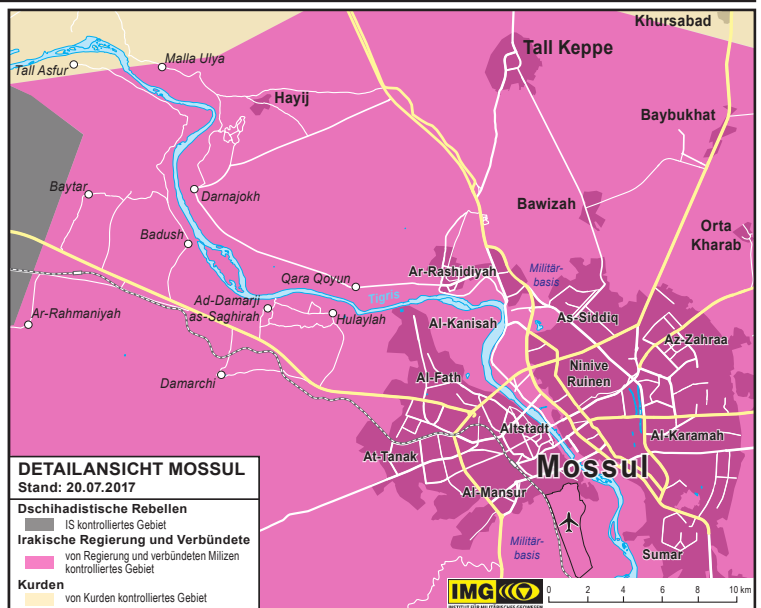 Khursabad
Tall Keppe
Malla Ulya
Tall Asfur
Hayij
Baybukhat
Baytar
Darnajokh
Bawizah
Orta
Kharab
Badush
Ar-Rashidiyah
Militär-
basis
Qara Qoyun
Tigris
Ad-Damarji
as-Saghirah
Ar-Rahmaniyah
Hulaylah
Al-Kanisah
As-Siddiq
Az-Zahraa
Ninive
Ruinen
Damarchi
Al-Fath
Altstadt
Al-Karamah
At-Tanak
Mossul
Al-Mansur
Militär-
basis
Sumar
DETAILANSICHT MOSSUL
Stand: 20.07.2017
Dschihadistische Rebellen
IS kontrolliertes Gebiet
Irakische Regierung und Verbündete
von Regierung und verbündeten Milizen
kontrolliertes Gebiet
Kurden
von Kurden kontrolliertes Gebiet
IMG
INSTITUT FÜR MILITÄRISCHES GEOWESEN
0 2 4 6 8 10 km